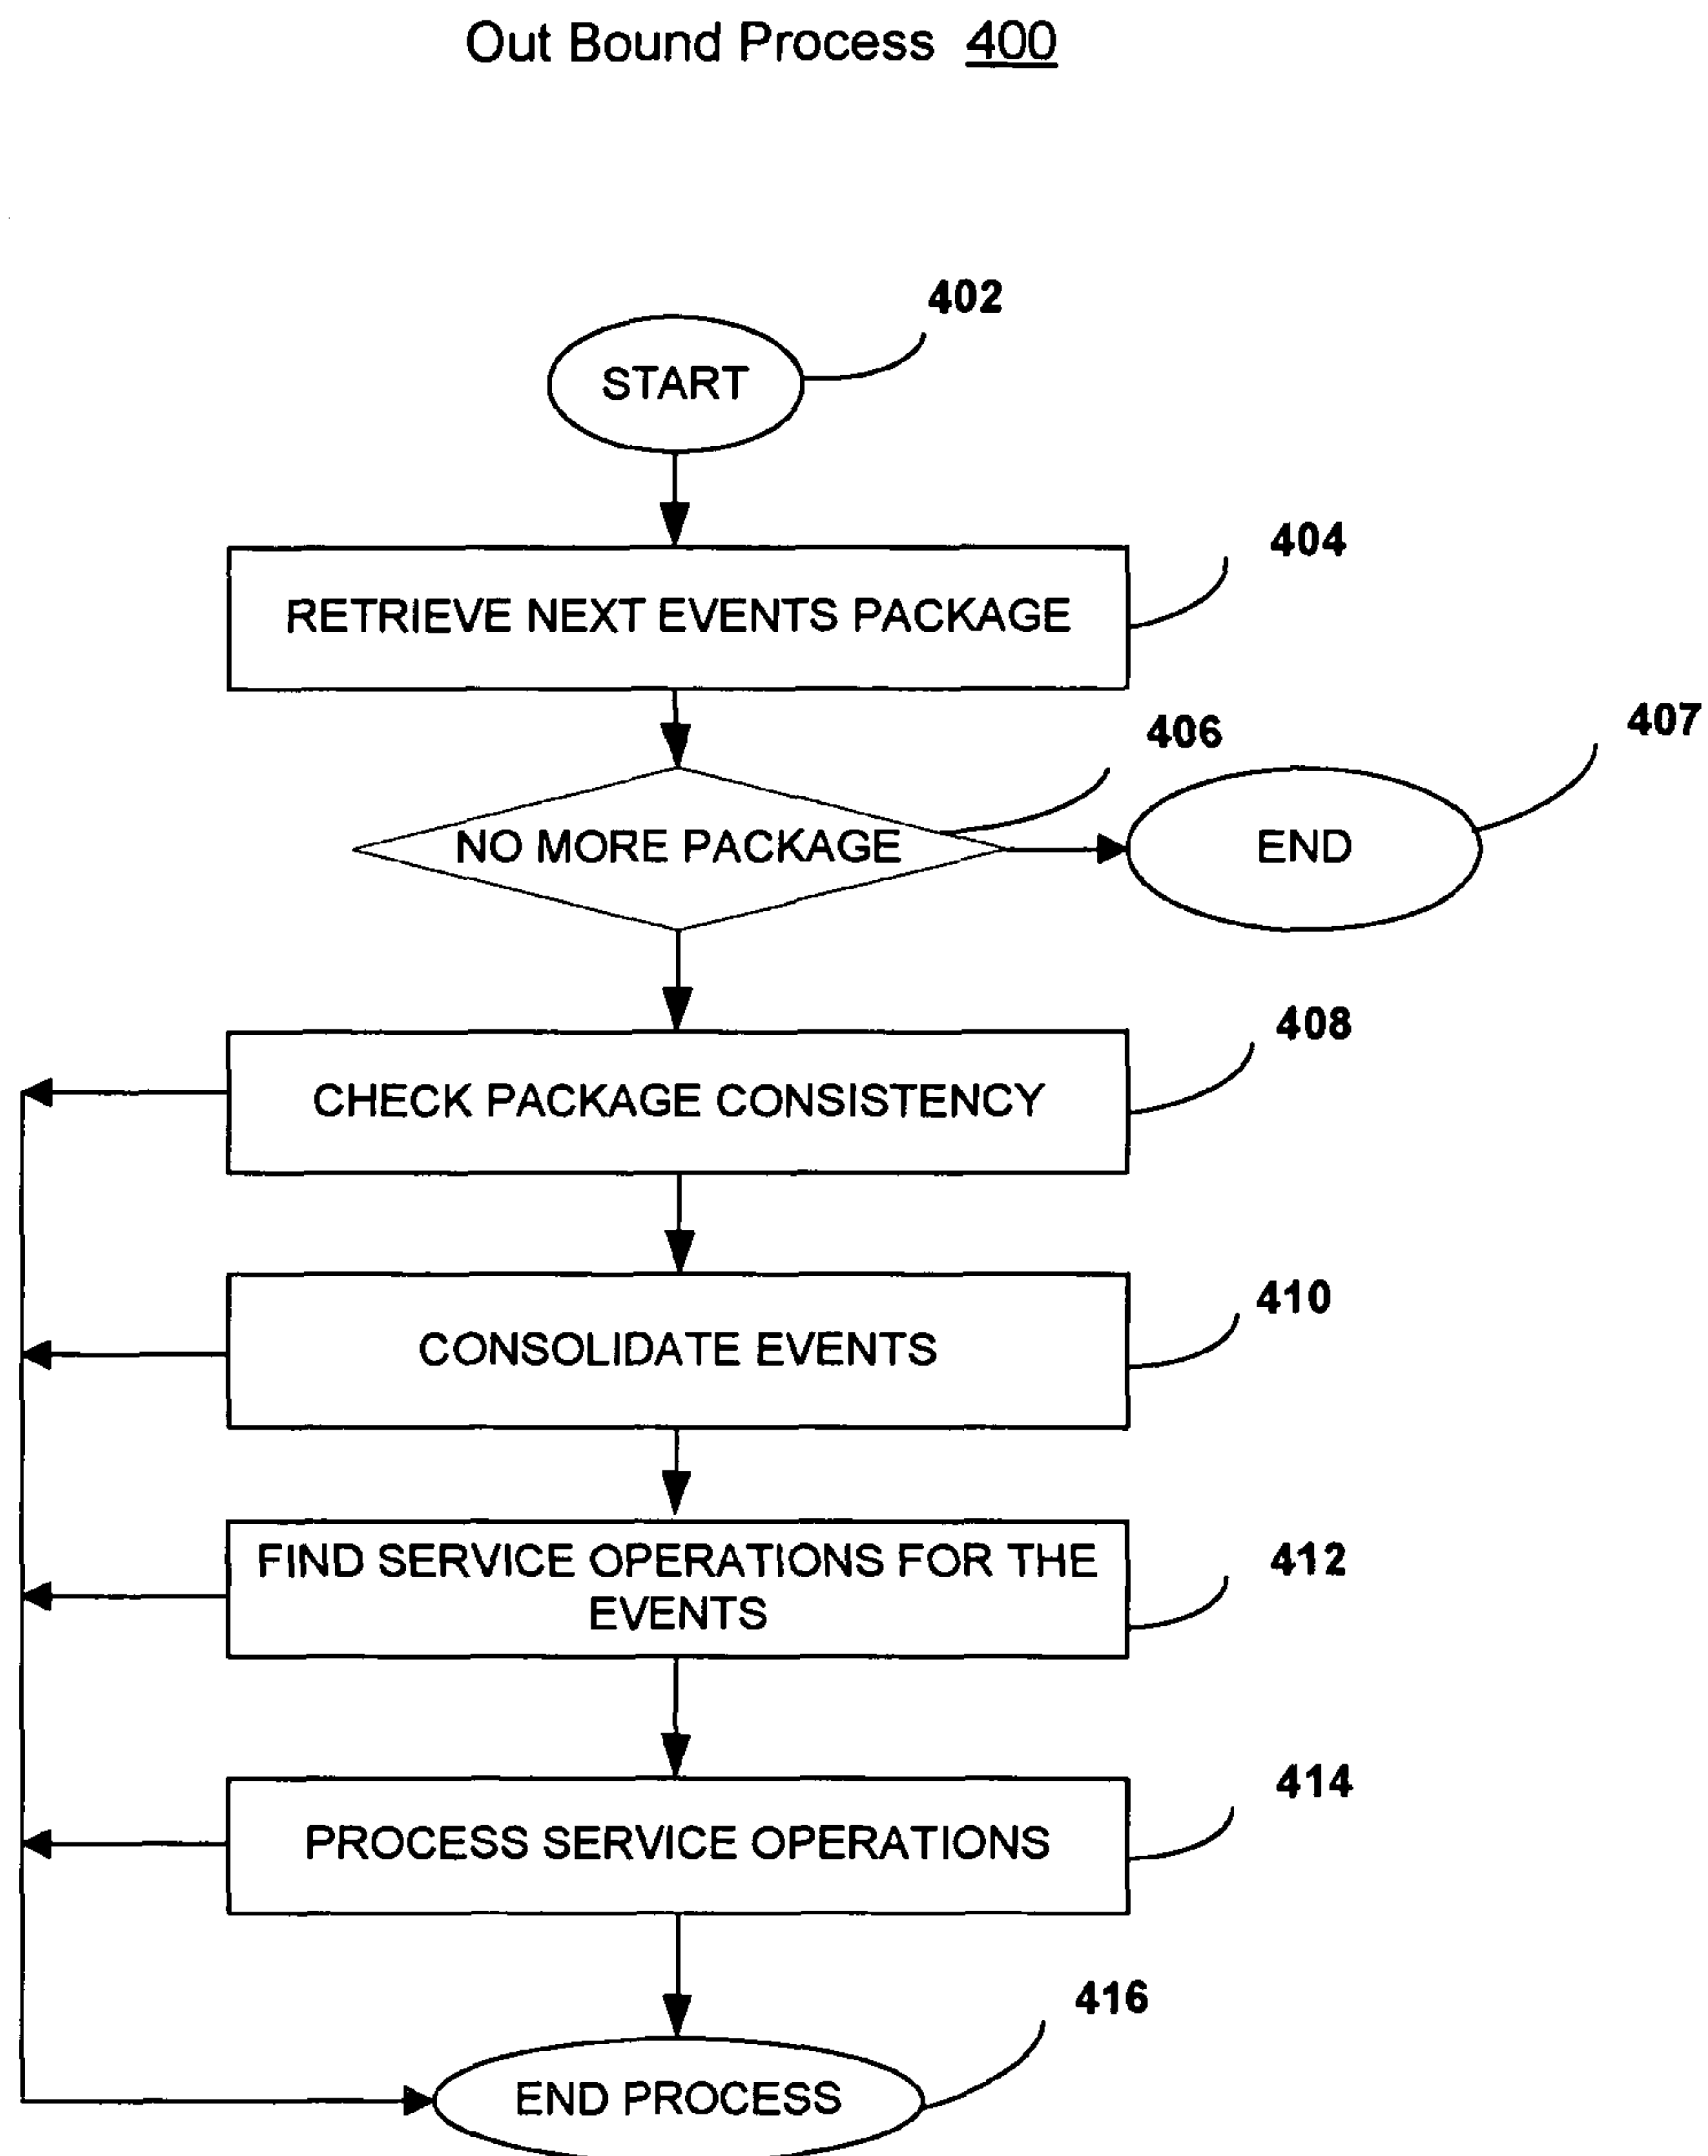 Out Bound Process 400
402
START
404
RETRIEVE NEXT EVENTS PACKAGE
406
407
NO MORE PACKAGE
END
408
CHECK PACKAGE CONSISTENCY
410
CONSOLIDATE EVENTS
412
FIND SERVICE OPERATIONS FOR THE
EVENTS
414
PROCESS SERVICE OPERATIONS
416
END PROCESS